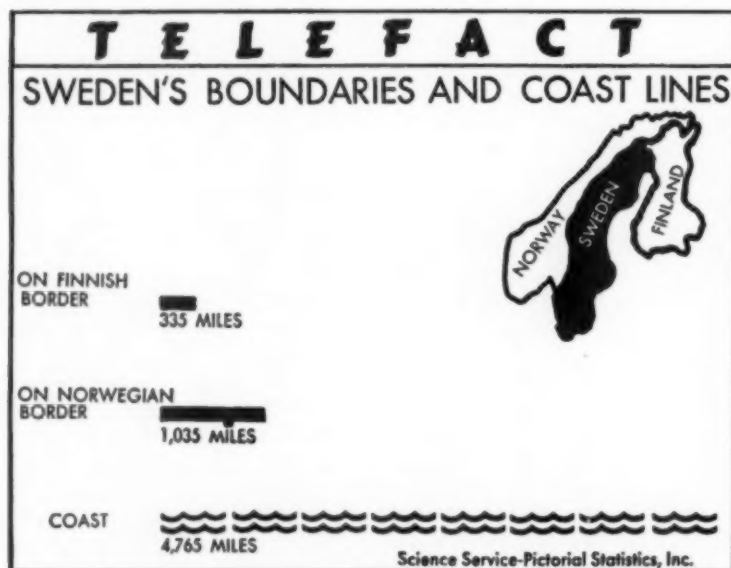 TELEFACT
SWEDEN'S BOUNDARIES AND COAST LINES
NORWAY
SWEDEN
FINLAND
ON FINNISH
BORDER
335 MILES
ON NORWEGIAN
BORDER
1,035 MILES
COAST
4,765 MILES
Science Service-Pictorial Statistics, Inc.